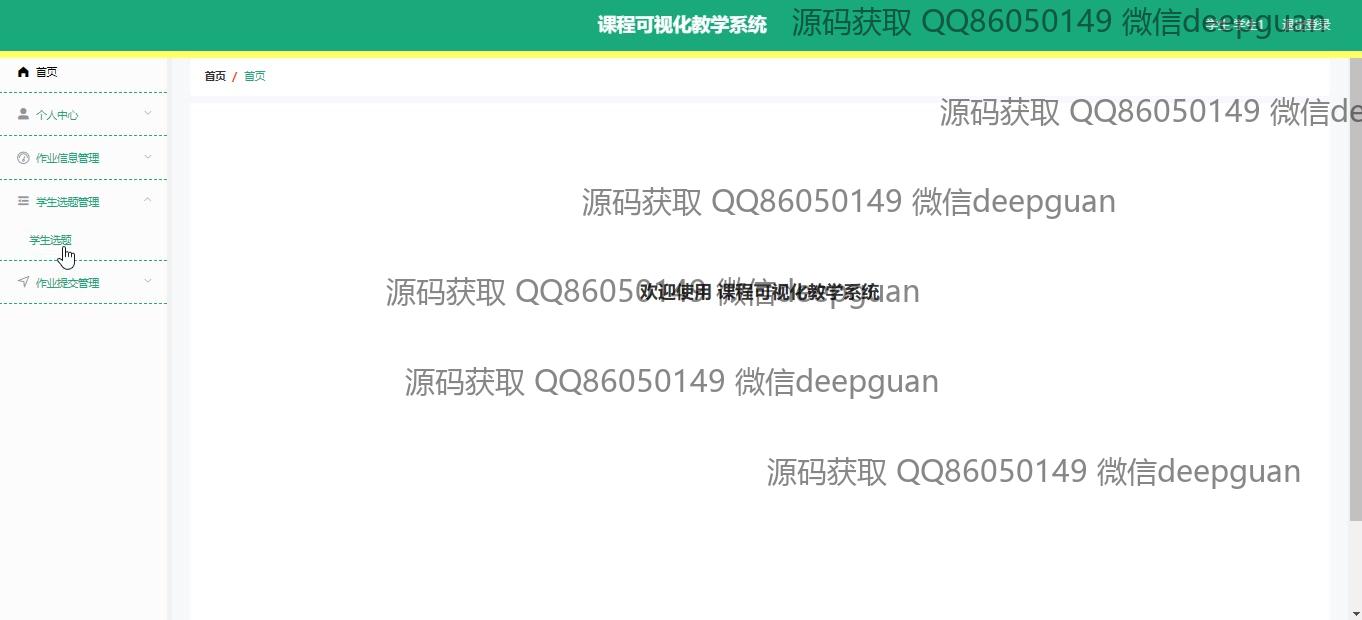 课程可视化教学系统
源码获取 QQ86050149 微信deepguan
学生 学生1 退出登录
首页
首页 / 首页
源码获取 QQ86050149 微信de
个人中心
作业信息管理
学生选题管理
源码获取 QQ86050149 微信deepguan
学生选题
作业提交管理
源码获取 QQ86050149 微信deepguan
欢迎使用 课程可视化教学系统
源码获取 QQ86050149 微信deepguan
源码获取 QQ86050149 微信deepguan